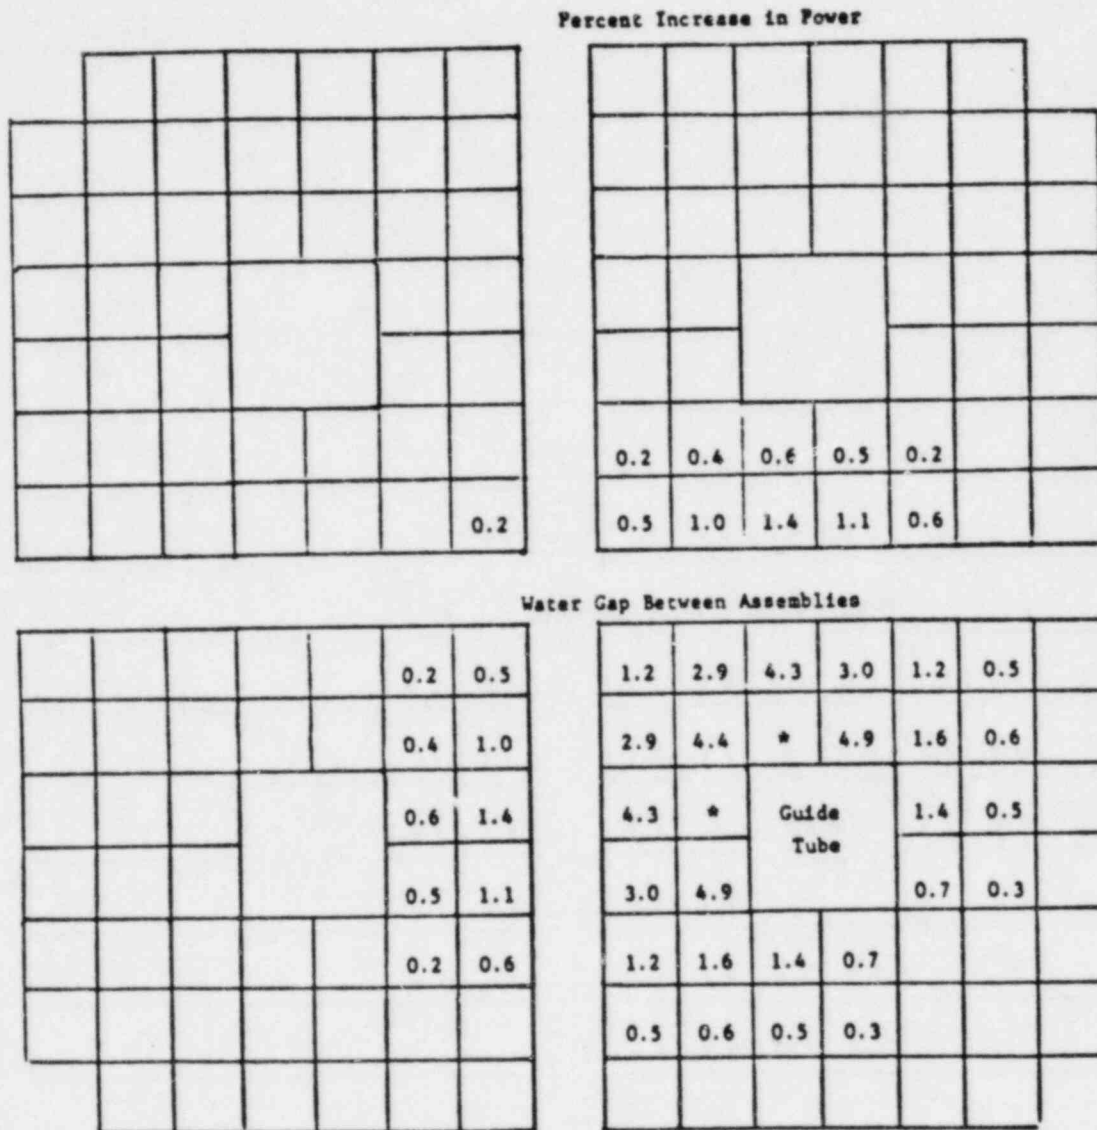 Percent Increase in Power
0.2 0.4 0.6 0.5 0.2
0.2 0.5 1.0 1.4 1.1 0.6
Water Gap Between Assemblies
0.2 0.5 1.2 2.9 4.3 3.0 1.2 0.5
0.4 1.0 2.9 4.4 * 4.9 1.6 0.6
0.6 1.4 4.3 * Guide 1.4 0.5
Tube
0.5 1.1 3.0 4.9 0.7 0.3
0.2 0.6 1.2 1.6 1.4 0.7
0.5 0.6 0.5 0.3